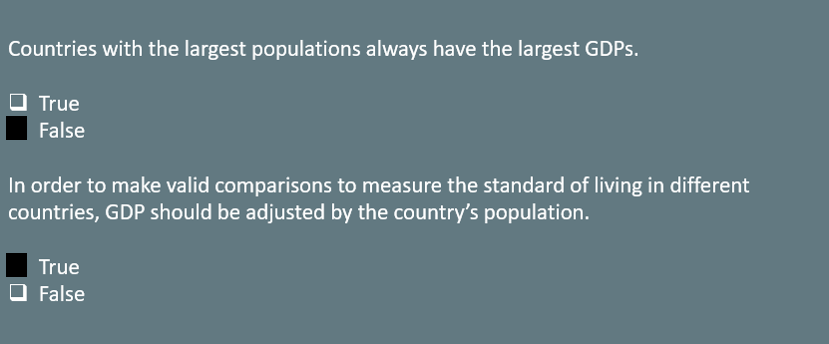 Countries with the largest populations always have the largest GDPs.
True
False
In order to make valid comparisons to measure the standard of living in different
countries, GDP should be adjusted by the country’s population.
True
False